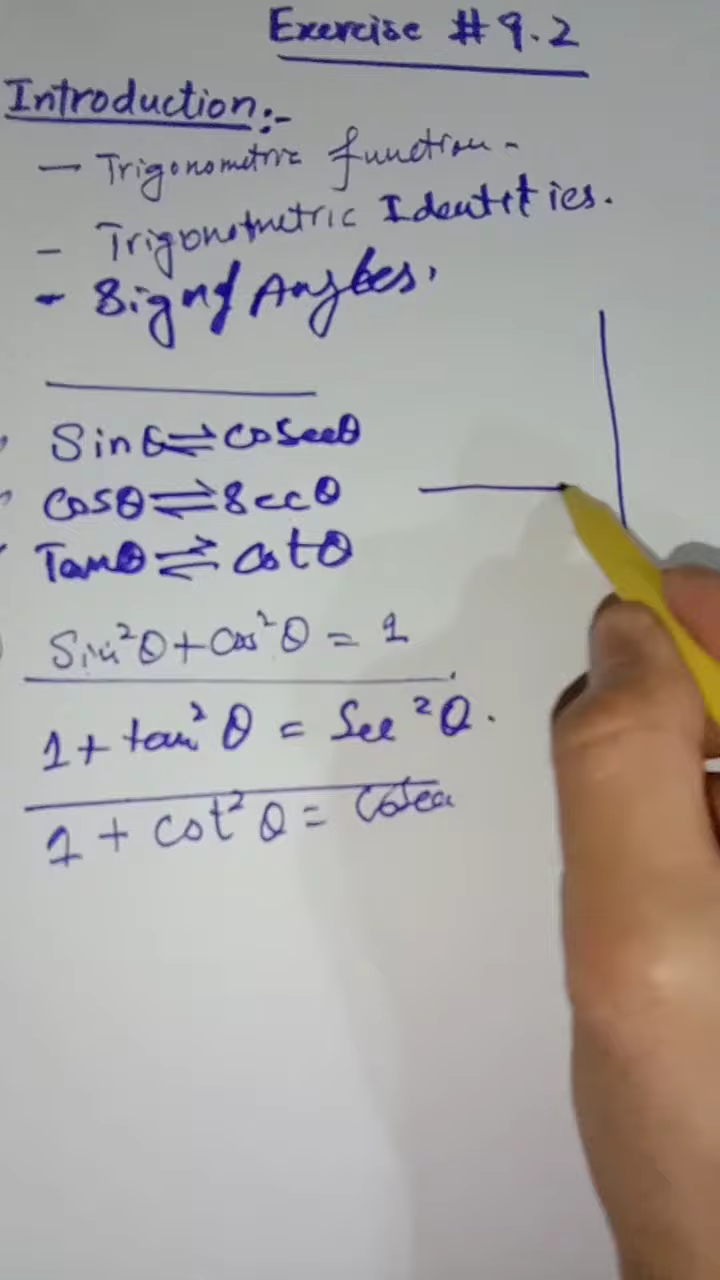 Exercise # 9.2
Introduction:-
- Trigonometric function -
- Trigonometric Identities.
- Sign of Angles.
Sinθ ⇌ cosecθ
Cosθ ⇌ Secθ
Tanθ ⇌ cotθ
Sin²θ + Cos²θ = 1
1 + tan²θ = Sec²θ.
1 + cot²θ = Cosec